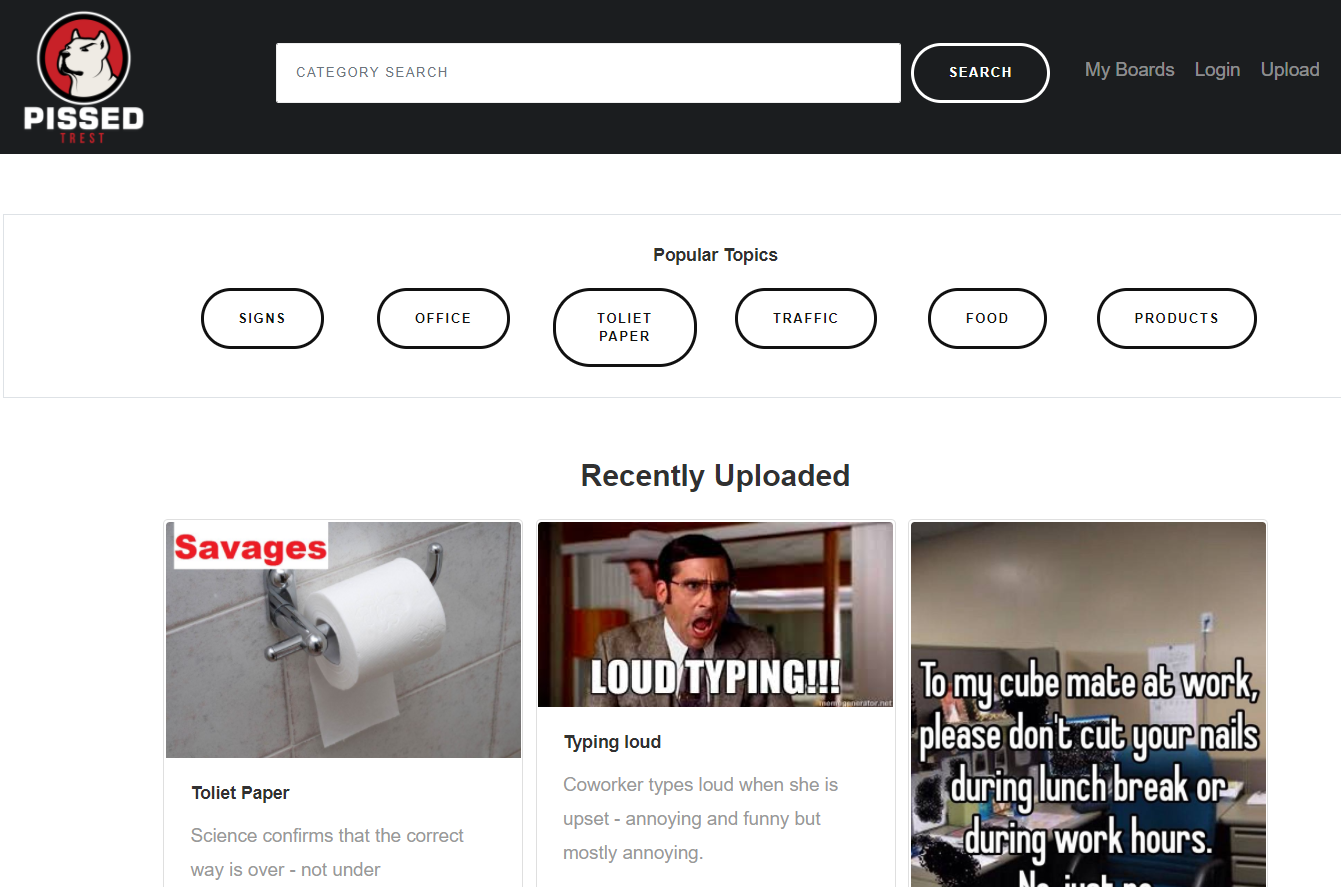 PISSED
TREST
CATEGORY SEARCH
SEARCH
My Boards
Login
Upload
Popular Topics
SIGNS
OFFICE
TOLIET
PAPER
TRAFFIC
FOOD
PRODUCTS
Recently Uploaded
Savages
Toliet Paper
Science confirms that the correct
way is over - not under
LOUD TYPING!!!
memegenerator.net
Typing loud
Coworker types loud when she is
upset - annoying and funny but
mostly annoying.
To my cube mate at work,
please don't cut your nails
during lunch break or
during work hours.
No, just no